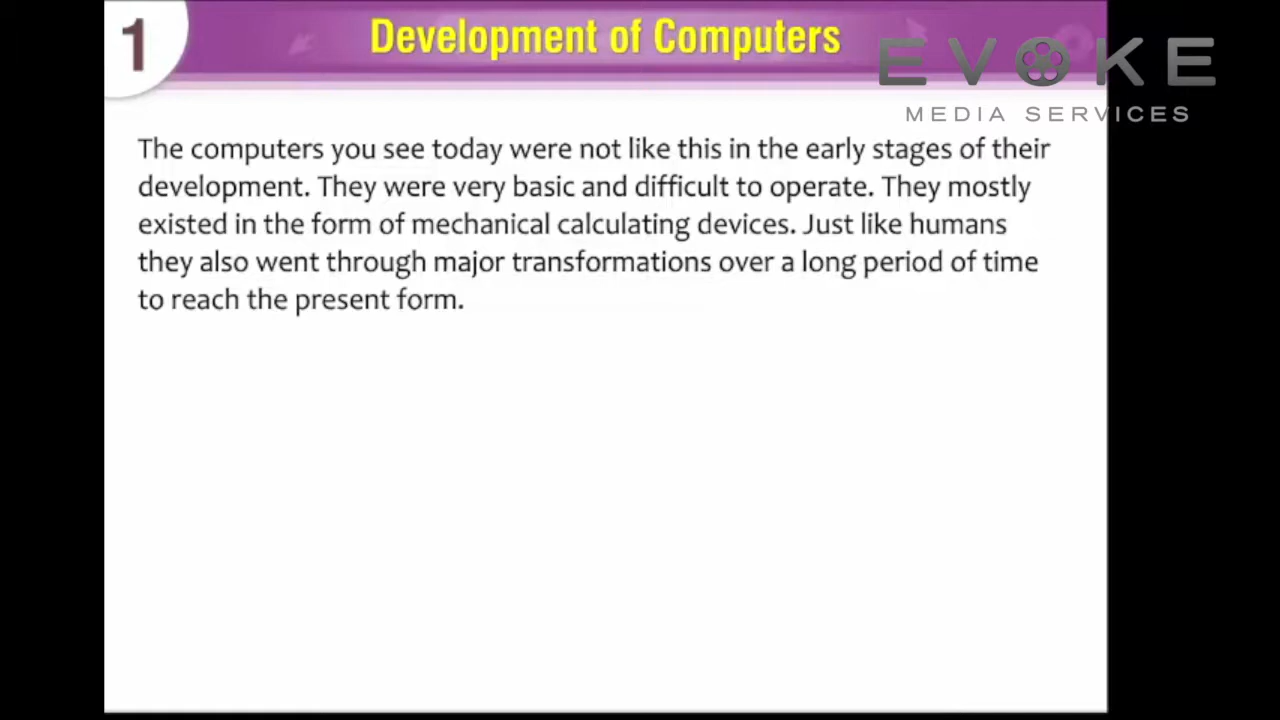 1
Development of Computers
EVOKE
MEDIA SERVICES
The computers you see today were not like this in the early stages of their
development. They were very basic and difficult to operate. They mostly
existed in the form of mechanical calculating devices. Just like humans
they also went through major transformations over a long period of time
to reach the present form.